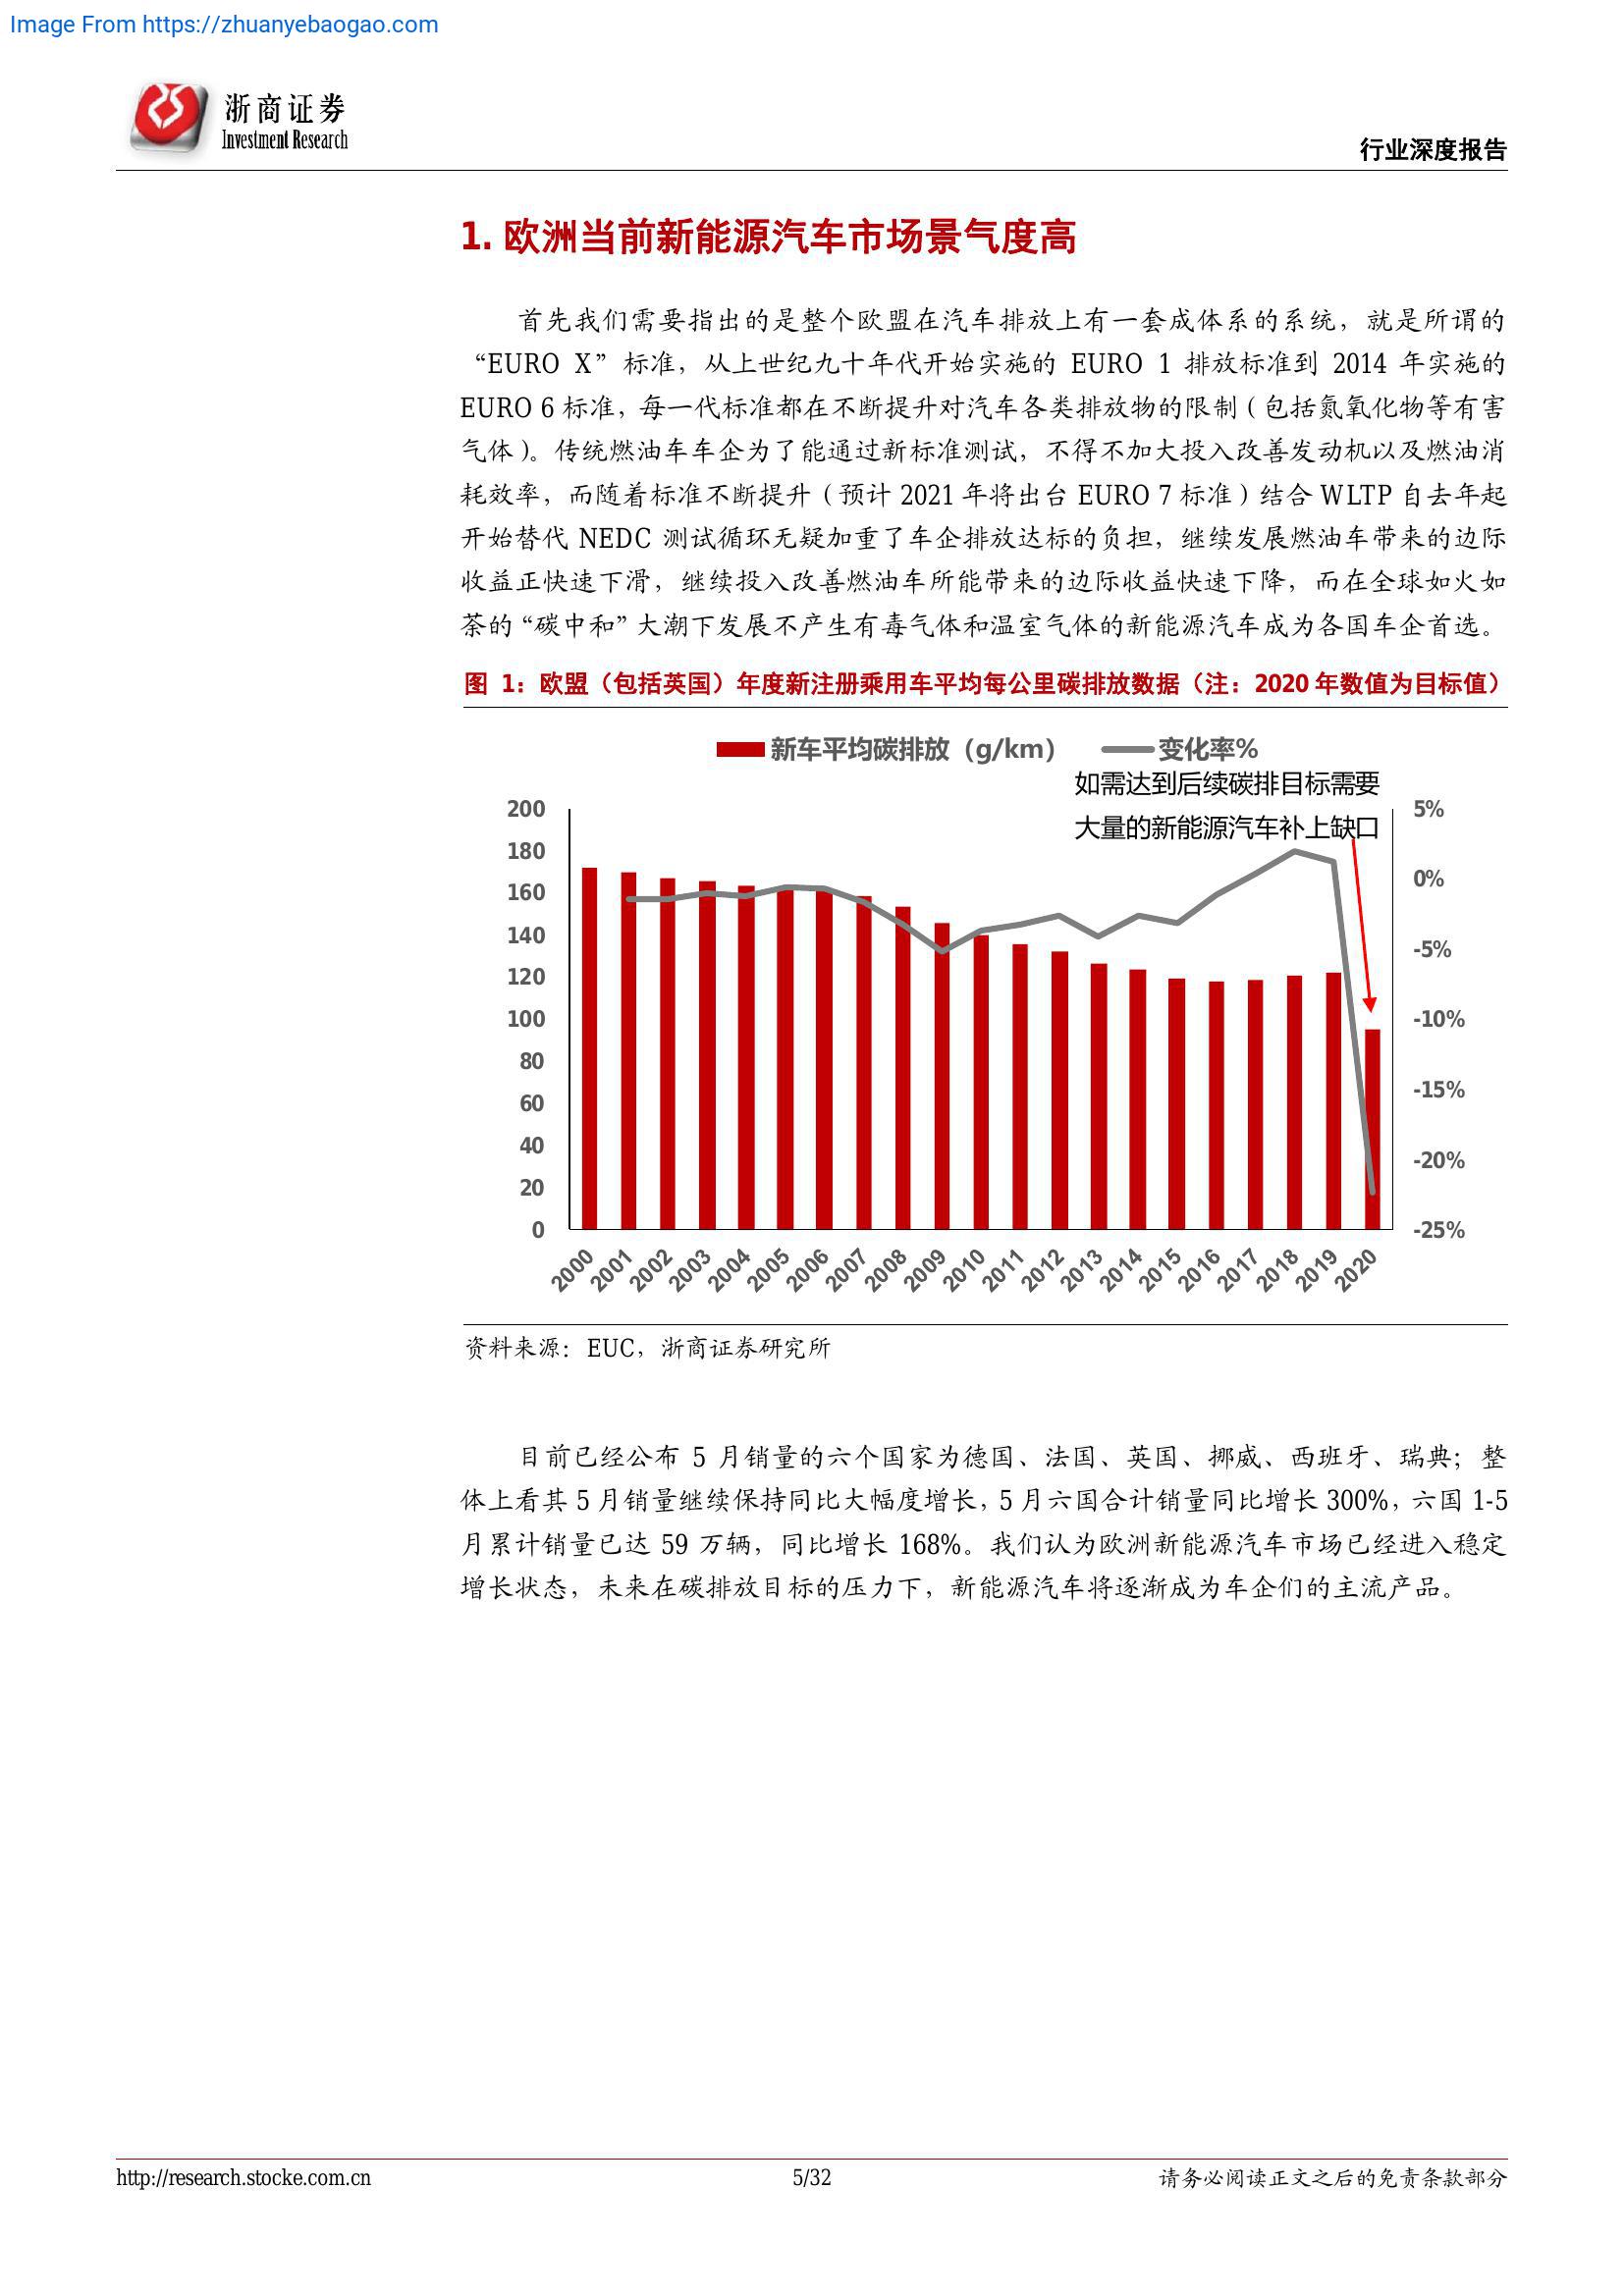 Image From https://zhuanyebaogao.com
浙商证券
Investment Research
行业深度报告
1. 欧洲当前新能源汽车市场景气度高
首先我们需要指出的是整个欧盟在汽车排放上有一套成体系的系统，就是所谓的
“EURO X”标准，从上世纪九十年代开始实施的 EURO 1 排放标准到 2014 年实施的
EURO 6 标准，每一代标准都在不断提升对汽车各类排放物的限制（包括氮氧化物等有害
气体）。传统燃油车车企为了能通过新标准测试，不得不加大投入改善发动机以及燃油消
耗效率，而随着标准不断提升（预计 2021 年将出台 EURO 7 标准）结合 WLTP 自去年起
开始替代 NEDC 测试循环无疑加重了车企排放达标的负担，继续发展燃油车带来的边际
收益正快速下滑，继续投入改善燃油车所能带来的边际收益快速下降，而在全球如火如
荼的“碳中和”大潮下发展不产生有毒气体和温室气体的新能源汽车成为各国车企首选。
图 1：欧盟（包括英国）年度新注册乘用车平均每公里碳排放数据（注：2020 年数值为目标值）
新车平均碳排放（g/km） 变化率%
如需达到后续碳排目标需要
大量的新能源汽车补上缺口
200 5%
180
160 0%
140 -5%
120
100 -10%
80 -15%
60
40 -20%
20
0 -25%
2000 2001 2002 2003 2004 2005 2006 2007 2008 2009 2010 2011 2012 2013 2014 2015 2016 2017 2018 2019 2020
资料来源：EUC，浙商证券研究所
目前已经公布 5 月销量的六个国家为德国、法国、英国、挪威、西班牙、瑞典；整
体上看其 5 月销量继续保持同比大幅度增长，5 月六国合计销量同比增长 300%，六国 1-5
月累计销量已达 59 万辆，同比增长 168%。我们认为欧洲新能源汽车市场已经进入稳定
增长状态，未来在碳排放目标的压力下，新能源汽车将逐渐成为车企们的主流产品。
http://research.stocke.com.cn 5/32 请务必阅读正文之后的免责条款部分